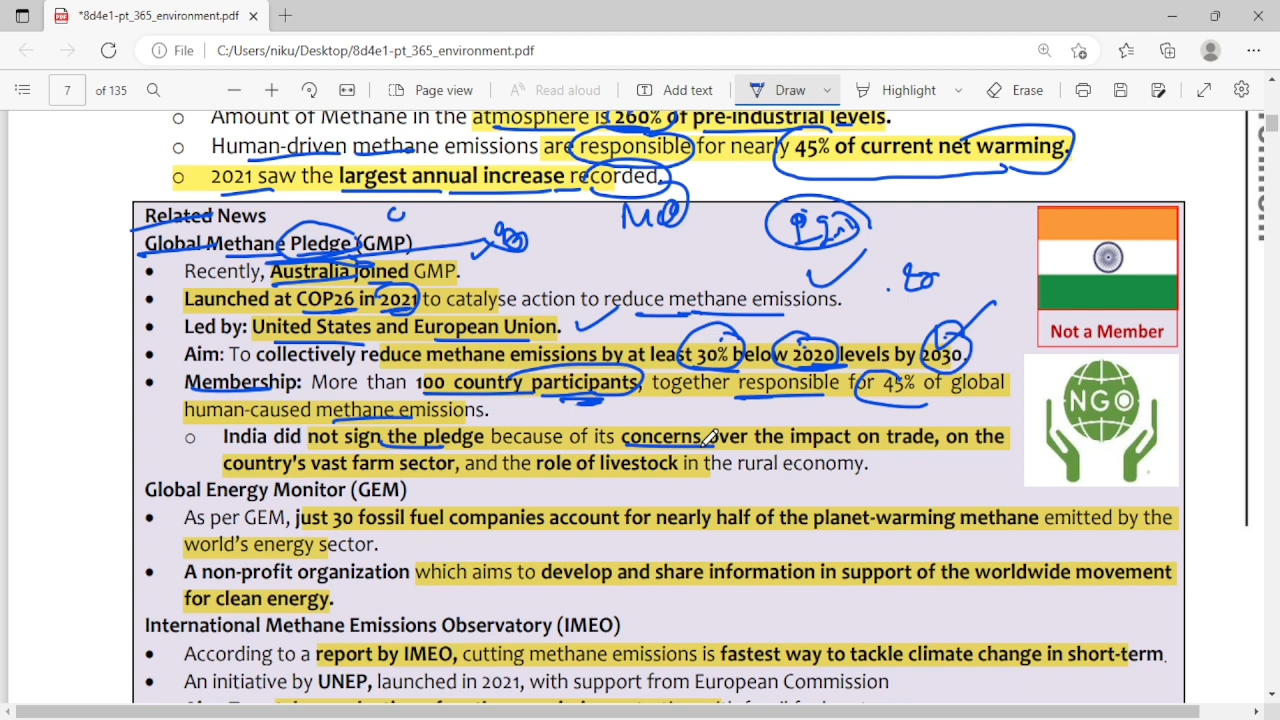 *8d4e1-pt_365_environment.pdf
File C:/Users/niku/Desktop/8d4e1-pt_365_environment.pdf
7 of 135 Page view Read aloud Add text Draw Highlight Erase
o Amount of Methane in the atmosphere is 260% of pre-industrial levels.
o Human-driven methane emissions are responsible for nearly 45% of current net warming.
o 2021 saw the largest annual increase recorded.
Related News
Global Methane Pledge (GMP)
• Recently, Australia joined GMP.
• Launched at COP26 in 2021 to catalyse action to reduce methane emissions.
• Led by: United States and European Union.
• Aim: To collectively reduce methane emissions by at least 30% below 2020 levels by 2030.
• Membership: More than 100 country participants, together responsible for 45% of global
human-caused methane emissions.
o India did not sign the pledge because of its concerns over the impact on trade, on the
country's vast farm sector, and the role of livestock in the rural economy.
Not a Member
NGO
Global Energy Monitor (GEM)
• As per GEM, just 30 fossil fuel companies account for nearly half of the planet-warming methane emitted by the
world's energy sector.
• A non-profit organization which aims to develop and share information in support of the worldwide movement
for clean energy.
International Methane Emissions Observatory (IMEO)
• According to a report by IMEO, cutting methane emissions is fastest way to tackle climate change in short-term.
• An initiative by UNEP, launched in 2021, with support from European Commission